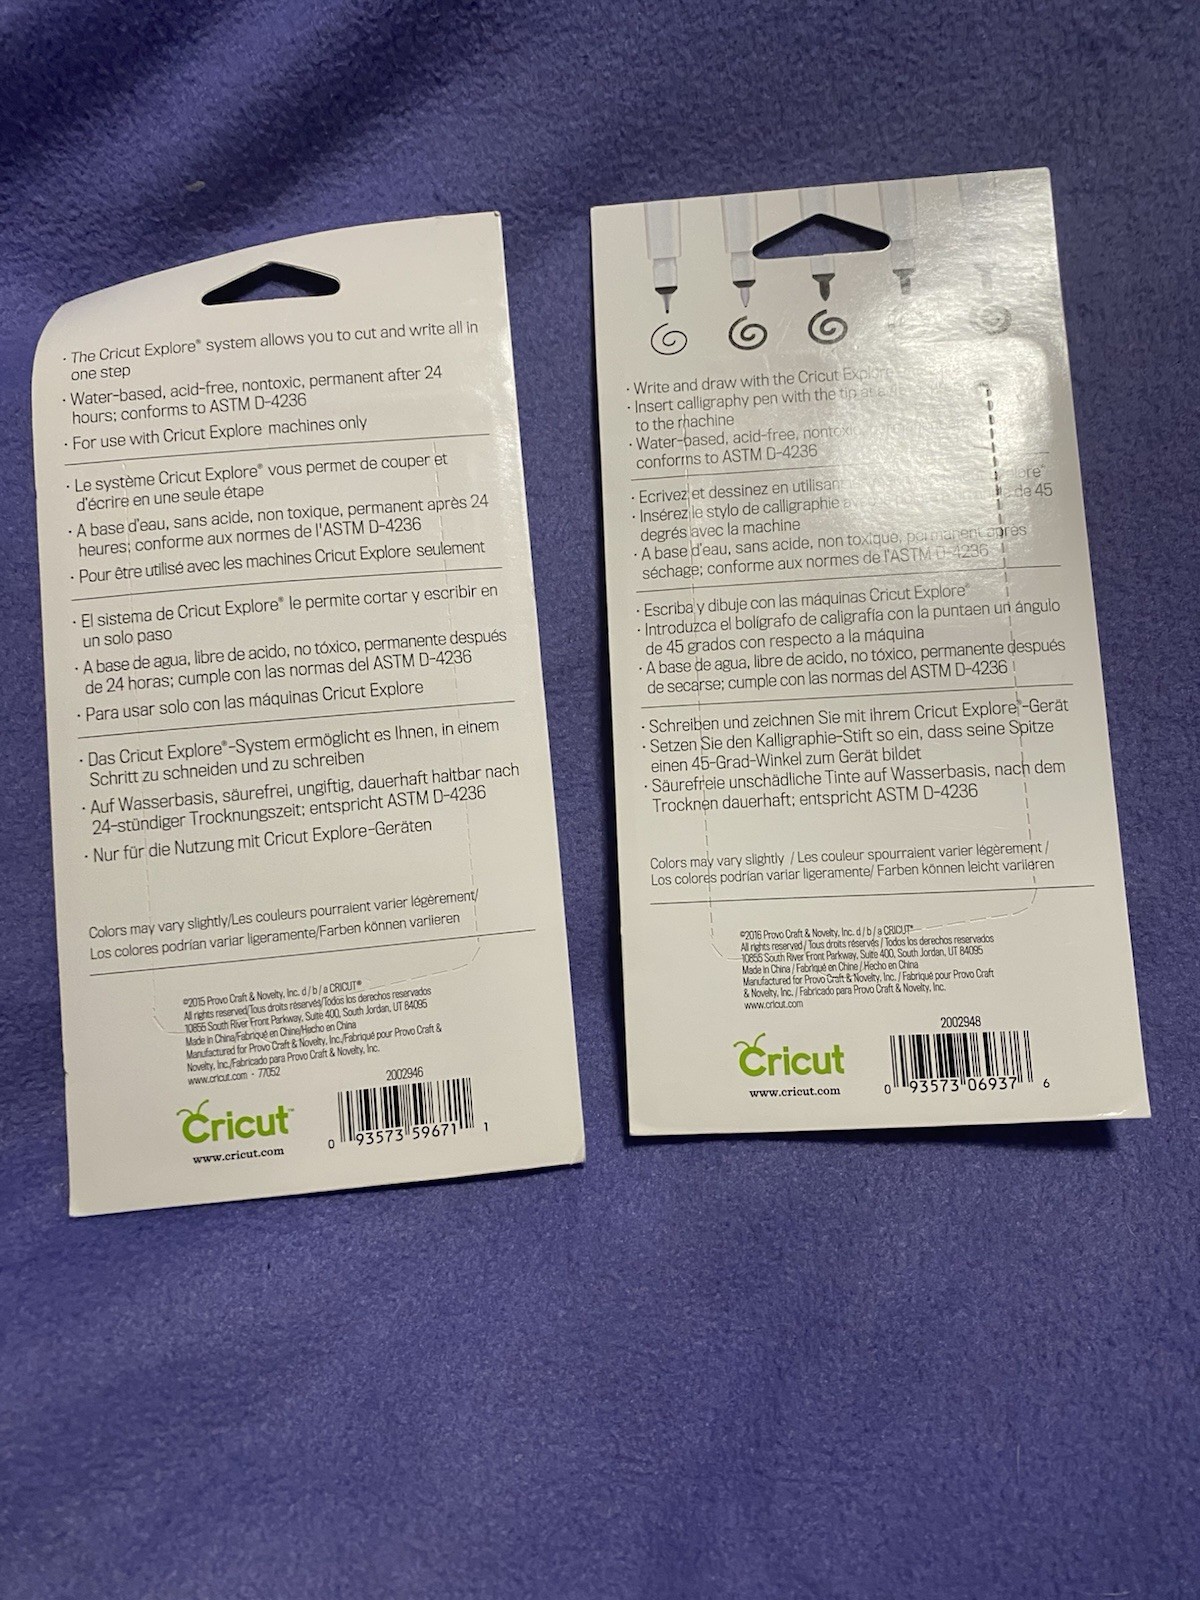 · The Cricut Explore® system allows you to cut and write all in
one step
· Water-based, acid-free, nontoxic, permanent after 24
hours; conforms to ASTM D-4236
· For use with Cricut Explore machines only
· Le système Cricut Explore® vous permet de couper et
d'écrire en une seule étape
· A base d'eau, sans acide, non toxique, permanent après 24
heures; conforme aux normes de l'ASTM D-4236
· Pour être utilisé avec les machines Cricut Explore seulement
· El sistema de Cricut Explore® le permite cortar y escribir en
un solo paso
· A base de agua, libre de acido, no tóxico, permanente después
de 24 horas; cumple con las normas del ASTM D-4236
· Para usar solo con las máquinas Cricut Explore
· Das Cricut Explore®-System ermöglicht es Ihnen, in einem
Schritt zu schneiden und zu schreiben
· Auf Wasserbasis, säurefrei, ungiftig, dauerhaft haltbar nach
24-stündiger Trocknungszeit; entspricht ASTM D-4236
· Nur für die Nutzung mit Cricut Explore-Geräten
Colors may vary slightly/Les couleurs pourraient varier légèrement/
Los colores podrían variar ligeramente/Farben können variieren
©2015 Provo Craft & Novelty, Inc. d/b/a CRICUT®
All rights reserved/Tous droits réservés/Todos los derechos reservados
10855 South River Front Parkway, Suite 400, South Jordan, UT 84095
Made in China/Fabriqué en Chine/Hecho en China
Manufactured for Provo Craft & Novelty, Inc./Fabriqué pour Provo Craft &
Novelty, Inc./Fabricado para Provo Craft & Novelty, Inc.
www.cricut.com · 77052
2002946
Cricut™
www.cricut.com
0 93573 59671 1
· Write and draw with the Cricut Explore
· Insert calligraphy pen with the tip at a
to the machine
· Water-based, acid-free, nontoxic
conforms to ASTM D-4236
· Ecrivez et dessinez en utilisant
· Insérez le stylo de calligraphie de 45
degrés avec la machine
· A base d'eau, sans acide, non toxique, permanent après
séchage; conforme aux normes de l'ASTM D-4236
· Escriba y dibuje con las máquinas Cricut Explore®
· Introduzca el bolígrafo de caligrafía con la puntaen un ángulo
de 45 grados con respecto a la máquina
· A base de agua, libre de acido, no tóxico, permanente después
de secarse; cumple con las normas del ASTM D-4236
· Schreiben und zeichnen Sie mit ihrem Cricut Explore®-Gerät
· Setzen Sie den Kalligraphie-Stift so ein, dass seine Spitze
einen 45-Grad-Winkel zum Gerät bildet
· Säurefreie unschädliche Tinte auf Wasserbasis, nach dem
Trocknen dauerhaft; entspricht ASTM D-4236
Colors may vary slightly / Les couleur spourraient varier légèrement /
Los colores podrían variar ligeramente/ Farben können leicht variieren
©2016 Provo Craft & Novelty, Inc. d / b / a CRICUT®
All rights reserved / Tous droits réservés / Todos los derechos reservados
10855 South River Front Parkway, Suite 400, South Jordan, UT 84095
Made in China / Fabriqué en Chine / Hecho en China
Manufactured for Provo Craft & Novelty, Inc. / Fabriqué pour Provo Craft
& Novelty, Inc. / Fabricado para Provo Craft & Novelty, Inc.
www.cricut.com
2002948
Cricut
www.cricut.com
0 93573 06937 6